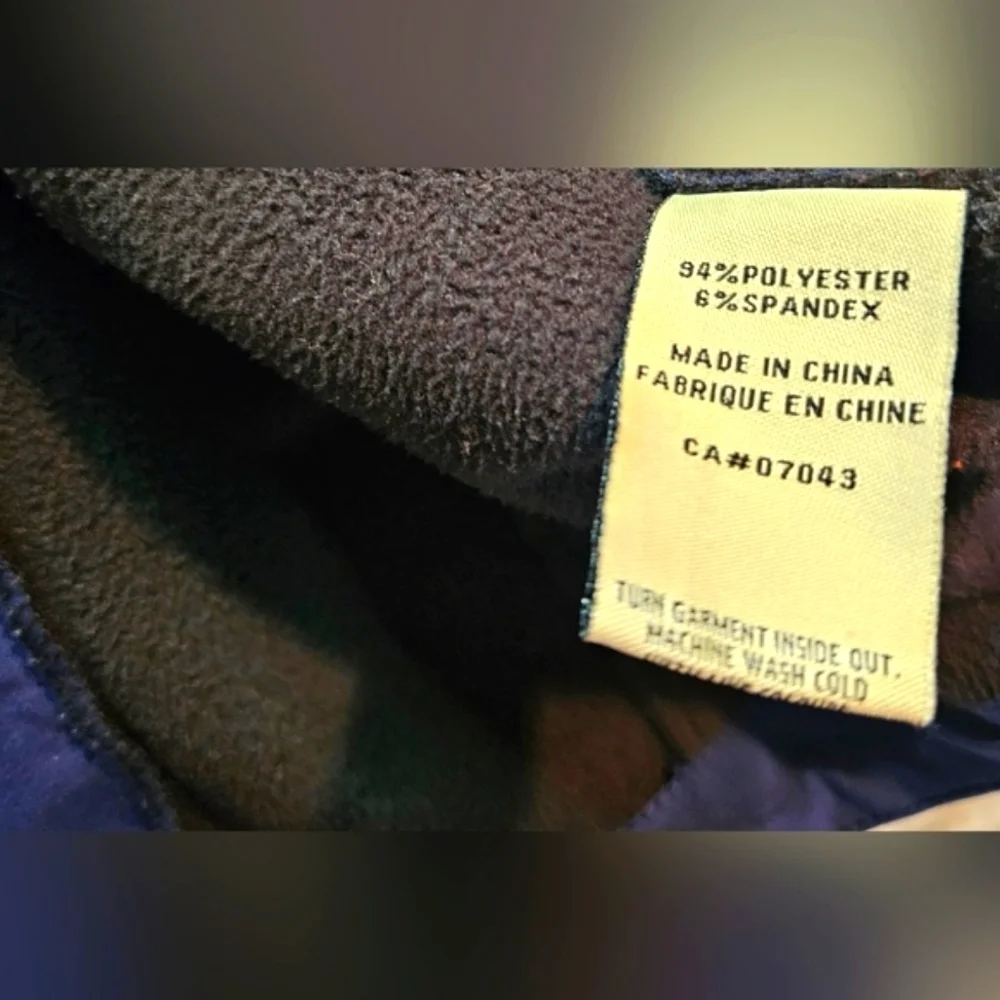 94%POLYESTER
6%SPANDEX
MADE IN CHINA
FABRIQUE EN CHINE
CA#07043
TURN GARMENT INSIDE OUT,
MACHINE WASH COLD